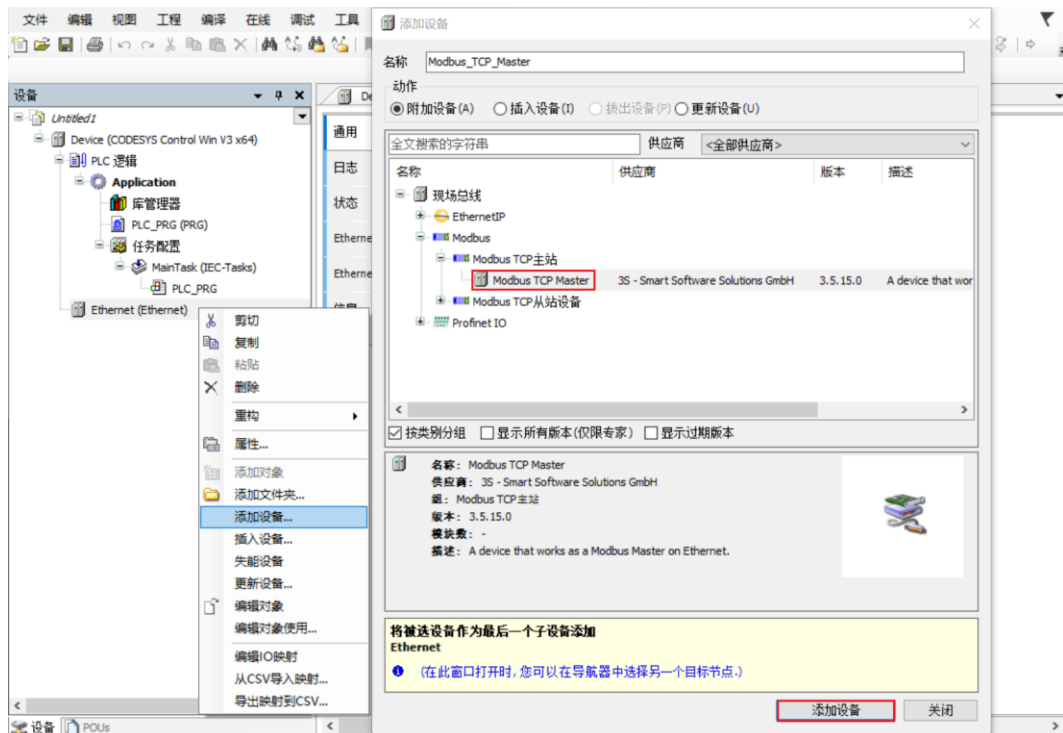 文件 编辑 视图 工程 编译 在线 调试 工具
设备
Untitled1
Device (CODESYS Control Win V3 x64)
PLC 逻辑
Application
库管理器
PLC_PRG (PRG)
任务配置
MainTask (IEC-Tasks)
PLC_PRG
Ethernet (Ethernet)
剪切
复制
粘贴
删除
重构
属性...
添加对象
添加文件夹...
添加设备...
插入设备...
失能设备
更新设备...
编辑对象
编辑对象使用...
编辑IO映射
从CSV导入映射...
导出映射到CSV...
设备 POUs
De
通用
日志
状态
Etherne
Etherne
信息
添加设备
名称 Modbus_TCP_Master
动作
附加设备(A) 插入设备(I) 拔出设备(P) 更新设备(U)
全文搜索的字符串 供应商 <全部供应商>
名称 供应商 版本 描述
现场总线
EthernetIP
Modbus
Modbus TCP主站
Modbus TCP Master 3S - Smart Software Solutions GmbH 3.5.15.0 A device that wor
Modbus TCP从站设备
Profinet IO
按类别分组 显示所有版本(仅限专家) 显示过期版本
名称: Modbus TCP Master
供应商: 3S - Smart Software Solutions GmbH
组: Modbus TCP主站
版本: 3.5.15.0
模块数: -
描述: A device that works as a Modbus Master on Ethernet.
将被选设备作为最后一个子设备添加
Ethernet
(在此窗口打开时,您可以在导航器中选择另一个目标节点.)
添加设备 关闭